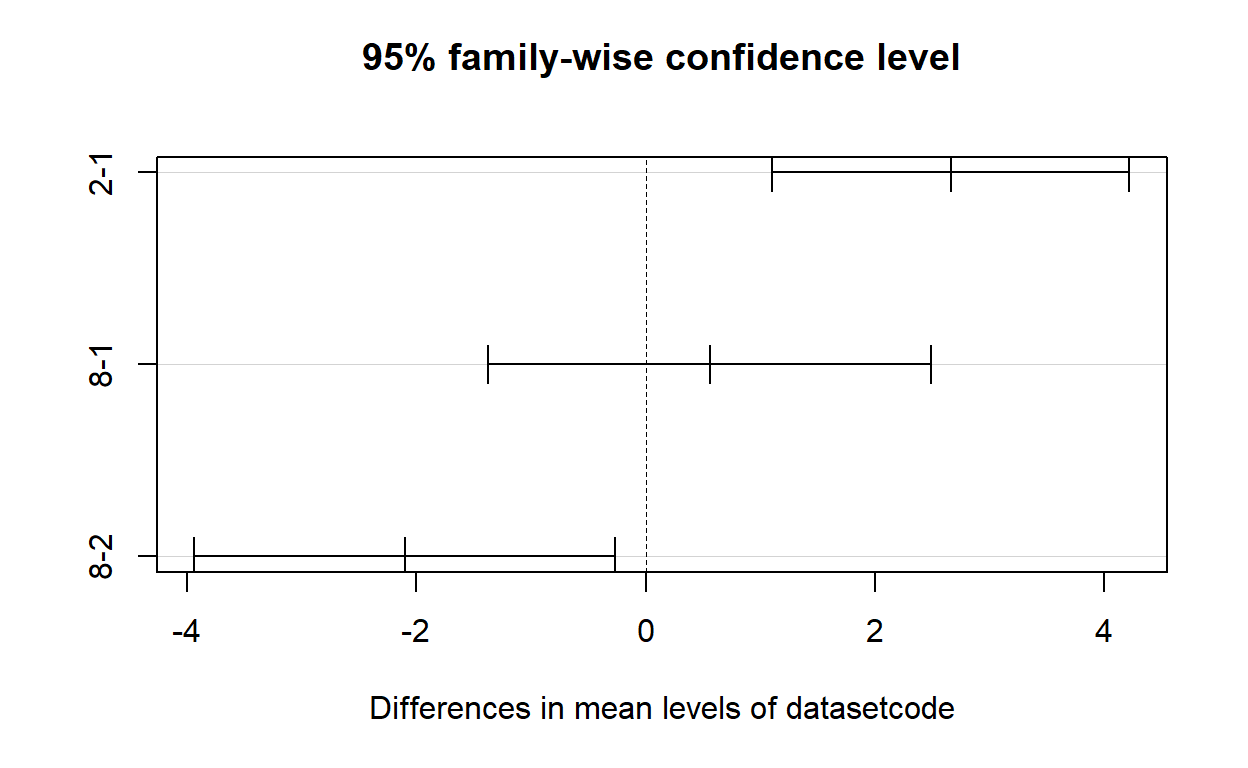 95% family-wise confidence level
2-1
8-1
8-2
-4 -2 0 2 4
Differences in mean levels of datasetcode